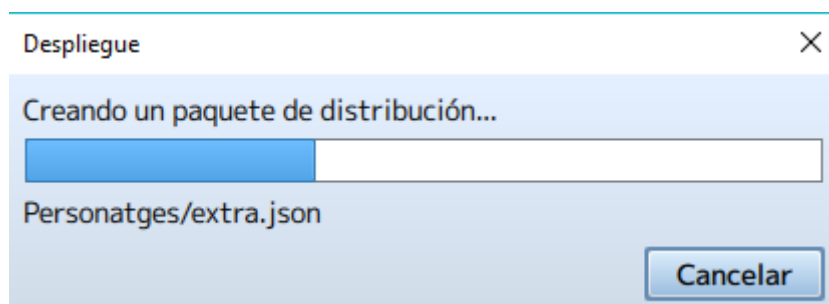 Despliegue
Creando un paquete de distribución...
Personatges/extra.json
Cancelar